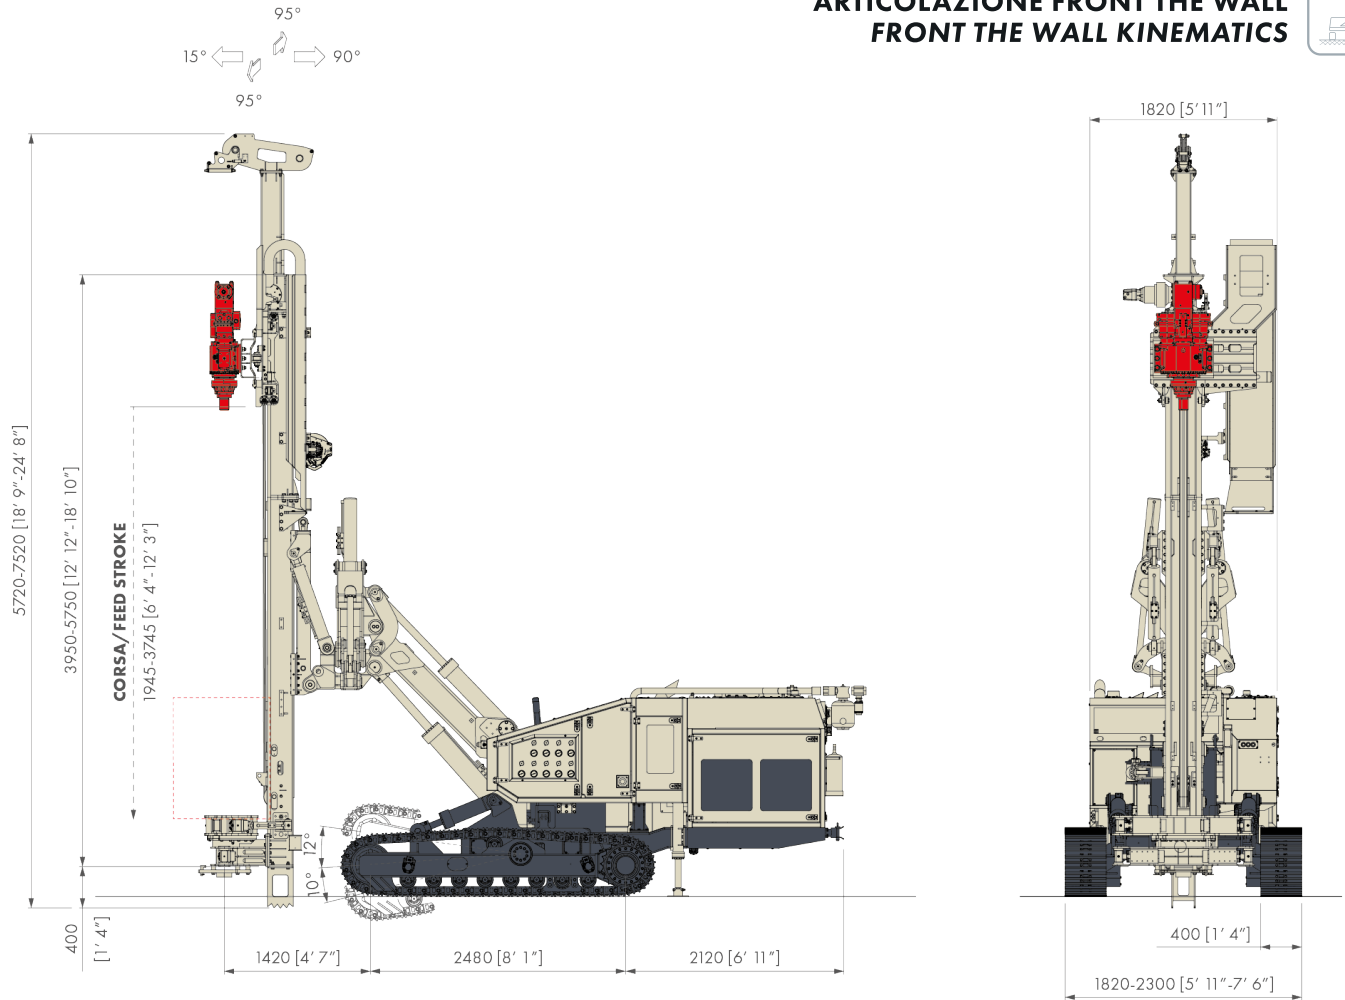 ARTICOLAZIONE FRONT THE WALL
FRONT THE WALL KINEMATICS
95°
15°
90°
95°
1820 [5’11”]
5720-7520 [18’ 9”-24’ 8”]
3950-5750 [12’ 12”-18’ 10”]
CORSA/FEED STROKE
1945-3745 [6’ 4”-12’ 3”]
12°
10°
400
[1’ 4”]
1420 [4’ 7”]
2480 [8’ 1”]
2120 [6’ 11”]
400 [1’ 4”]
1820-2300 [5’ 11”-7’ 6”]